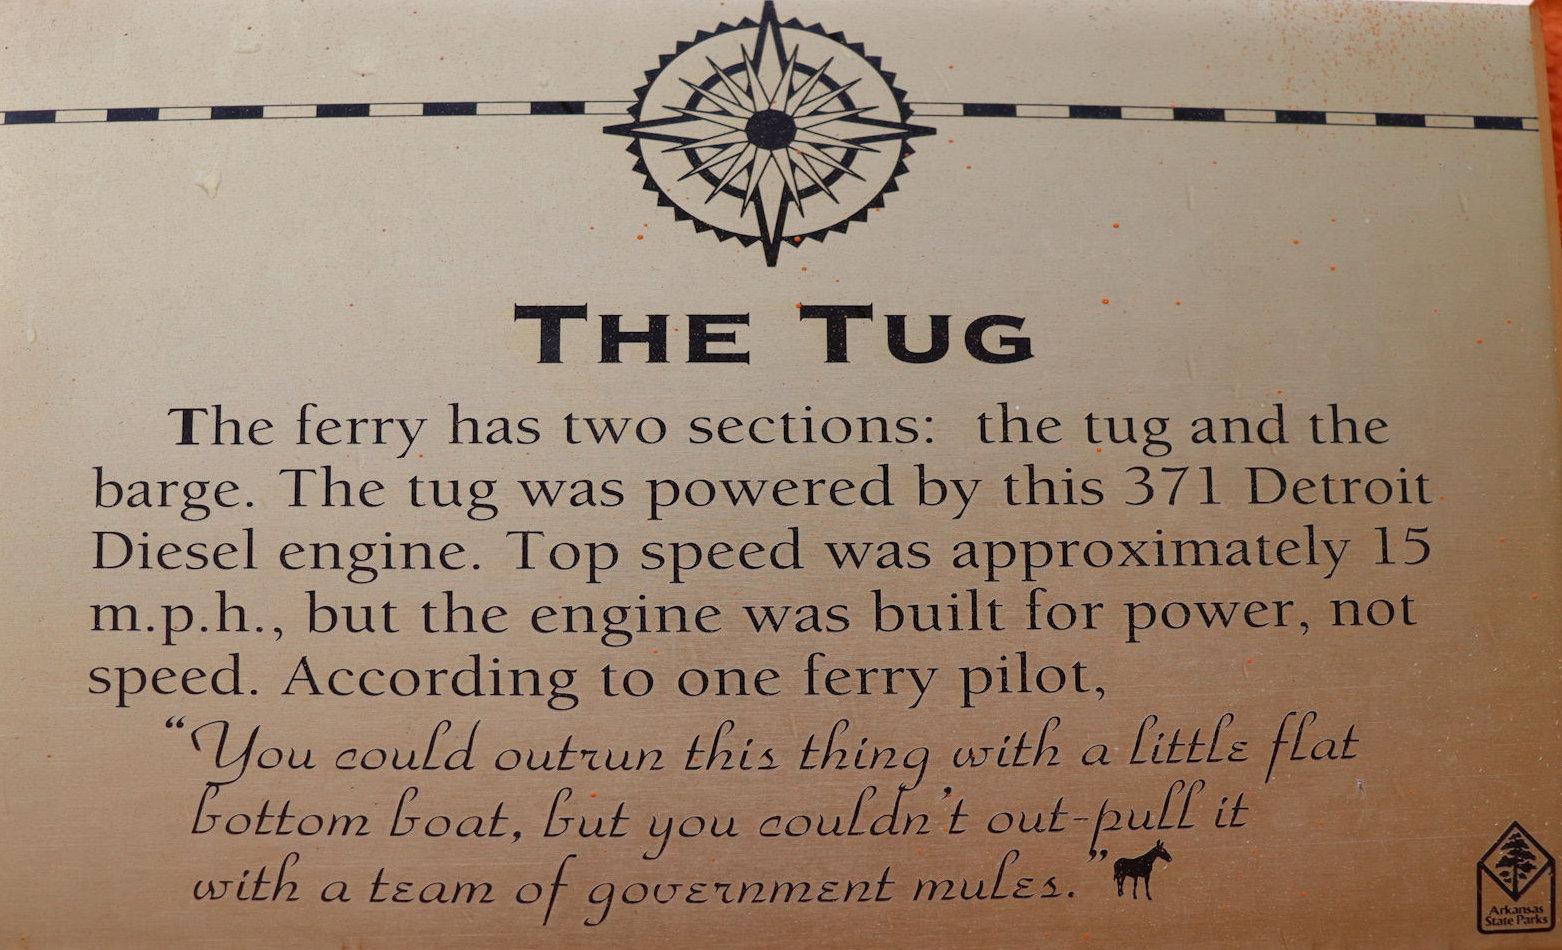 THE TUG
The ferry has two sections: the tug and the
barge. The tug was powered by this 371 Detroit
Diesel engine. Top speed was approximately 15
m.p.h., but the engine was built for power, not
speed. According to one ferry pilot,
"You could outrun this thing with a little flat
bottom boat, but you couldn't out-pull it
with a team of government mules."
Arkansas
State Parks